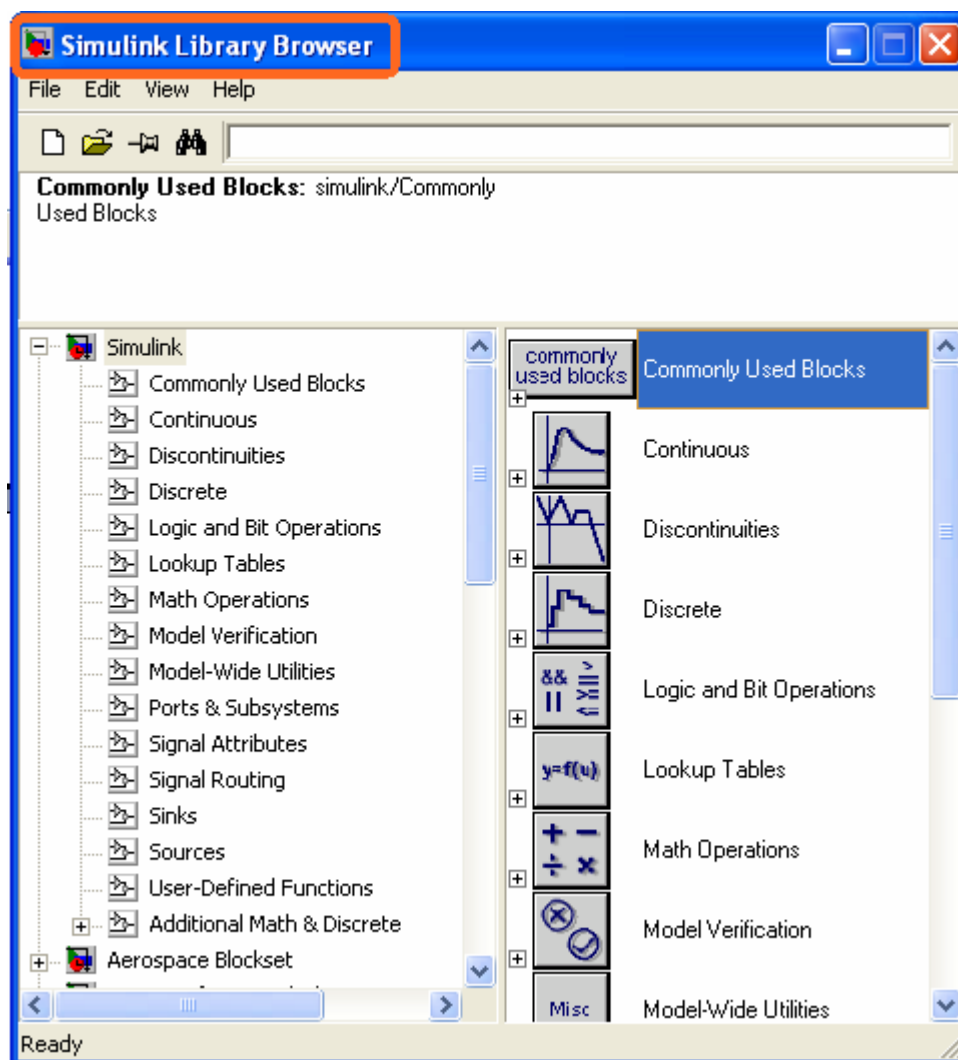 Simulink Library Browser
File Edit View Help
Commonly Used Blocks: simulink/Commonly
Used Blocks
Simulink
Commonly Used Blocks
Continuous
Discontinuities
Discrete
Logic and Bit Operations
Lookup Tables
Math Operations
Model Verification
Model-Wide Utilities
Ports & Subsystems
Signal Attributes
Signal Routing
Sinks
Sources
User-Defined Functions
Additional Math & Discrete
Aerospace Blockset
commonly
used blocks
Commonly Used Blocks
Continuous
Discontinuities
Discrete
&& >
|| >=
<=
Logic and Bit Operations
y=f(u)
Lookup Tables
+ −
÷ ×
Math Operations
Model Verification
Misc
Model-Wide Utilities
Ready